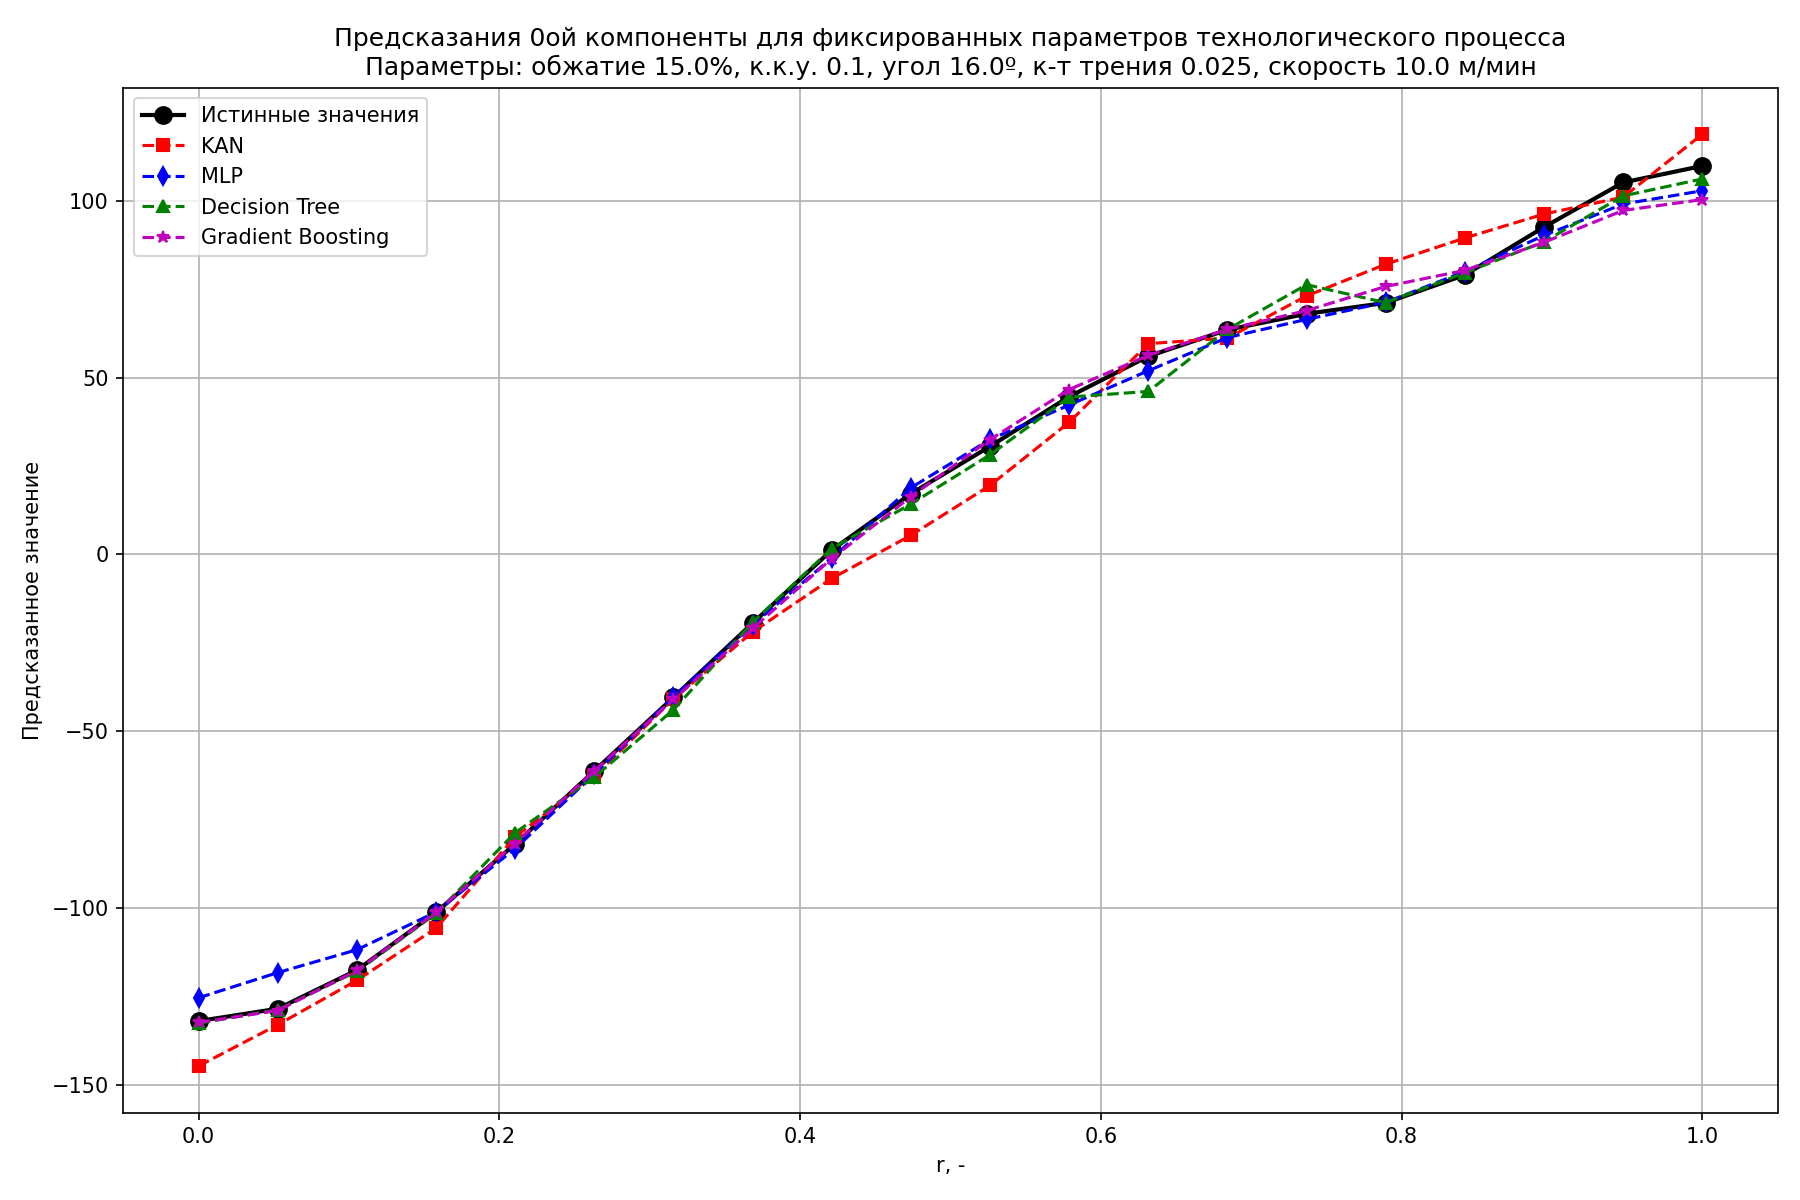 Предсказания 0ой компоненты для фиксированных параметров технологического процесса
Параметры: обжатие 15.0%, к.к.у. 0.1, угол 16.0º, к-т трения 0.025, скорость 10.0 м/мин
Истинные значения
KAN
MLP
Decision Tree
Gradient Boosting
Предсказанное значение
100
50
0
−50
−100
−150
0.0
0.2
0.4
0.6
0.8
1.0
r, -